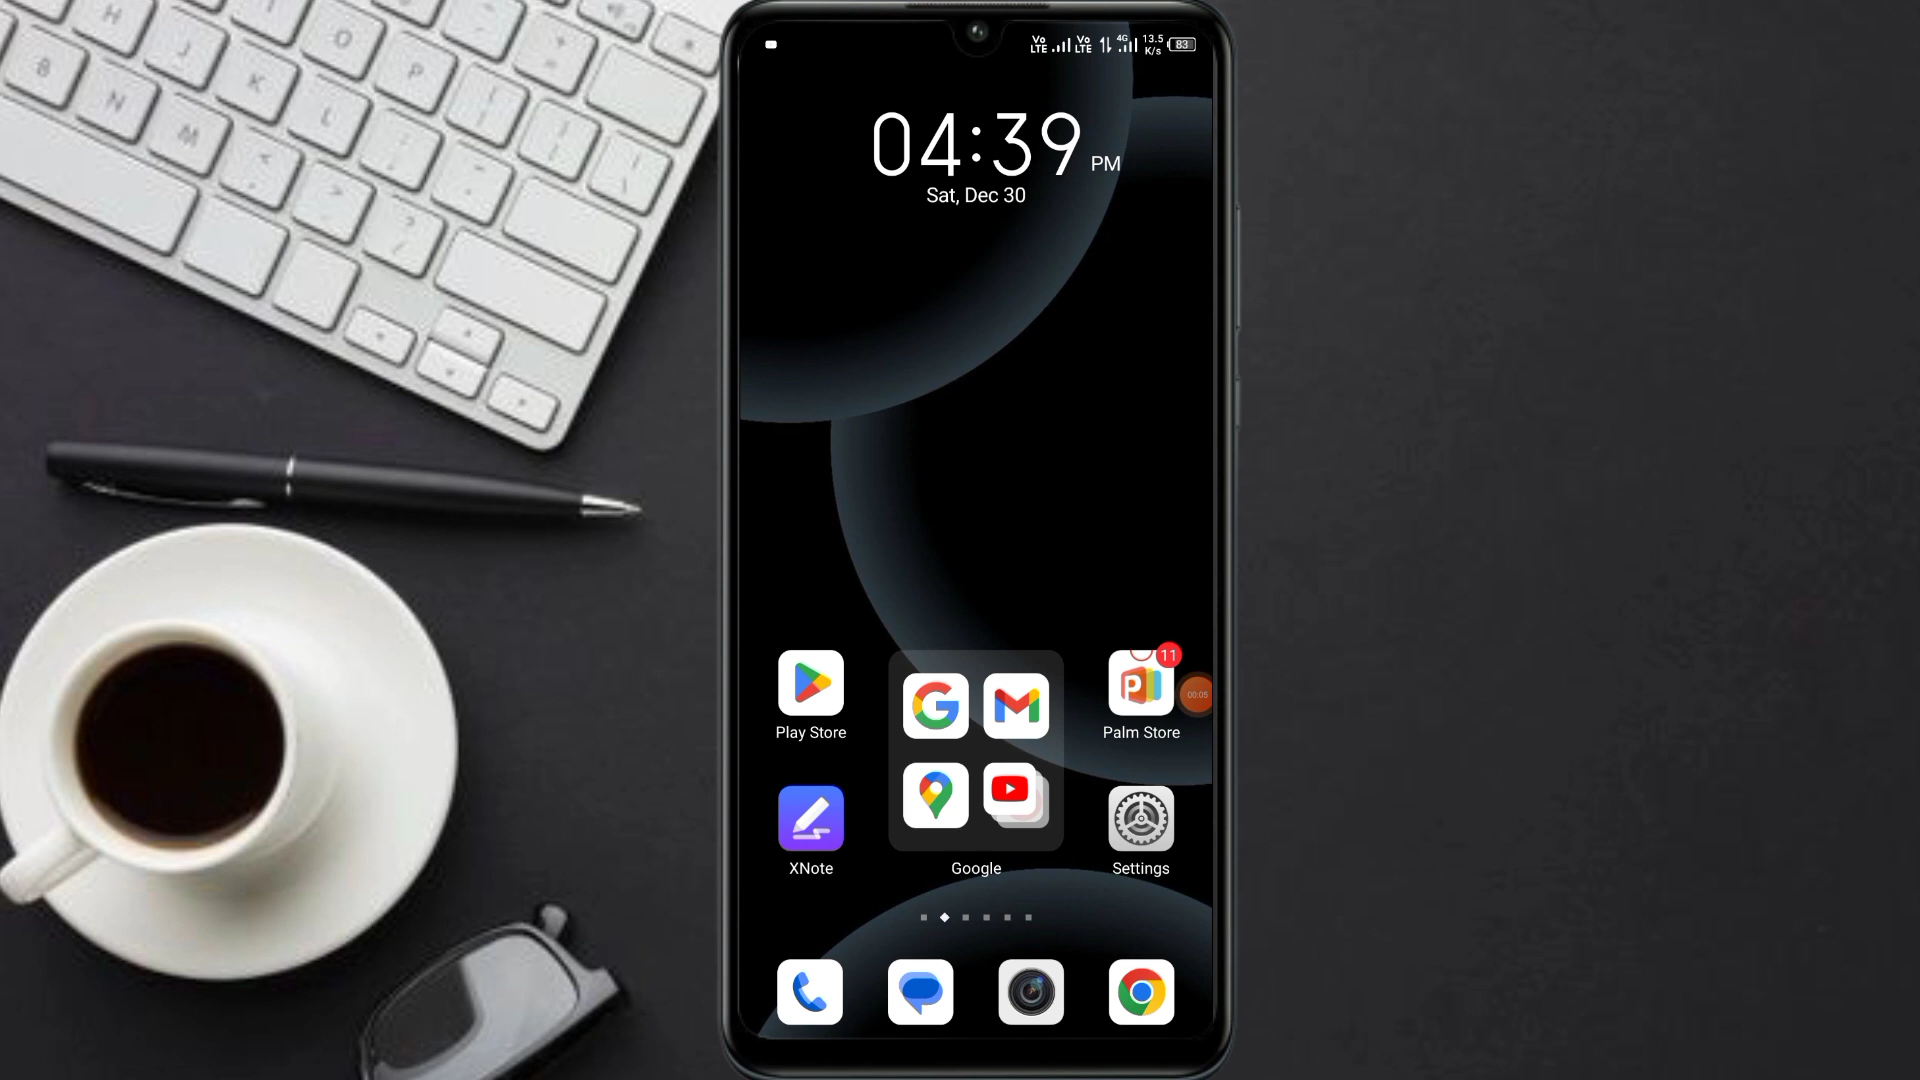 Vo LTE Vo LTE 4G 13.5 K/s 83
04:39 PM
Sat, Dec 30
11
00:05
Play Store
Palm Store
XNote
Google
Settings
H
J
O
B
K
P
N
L
M